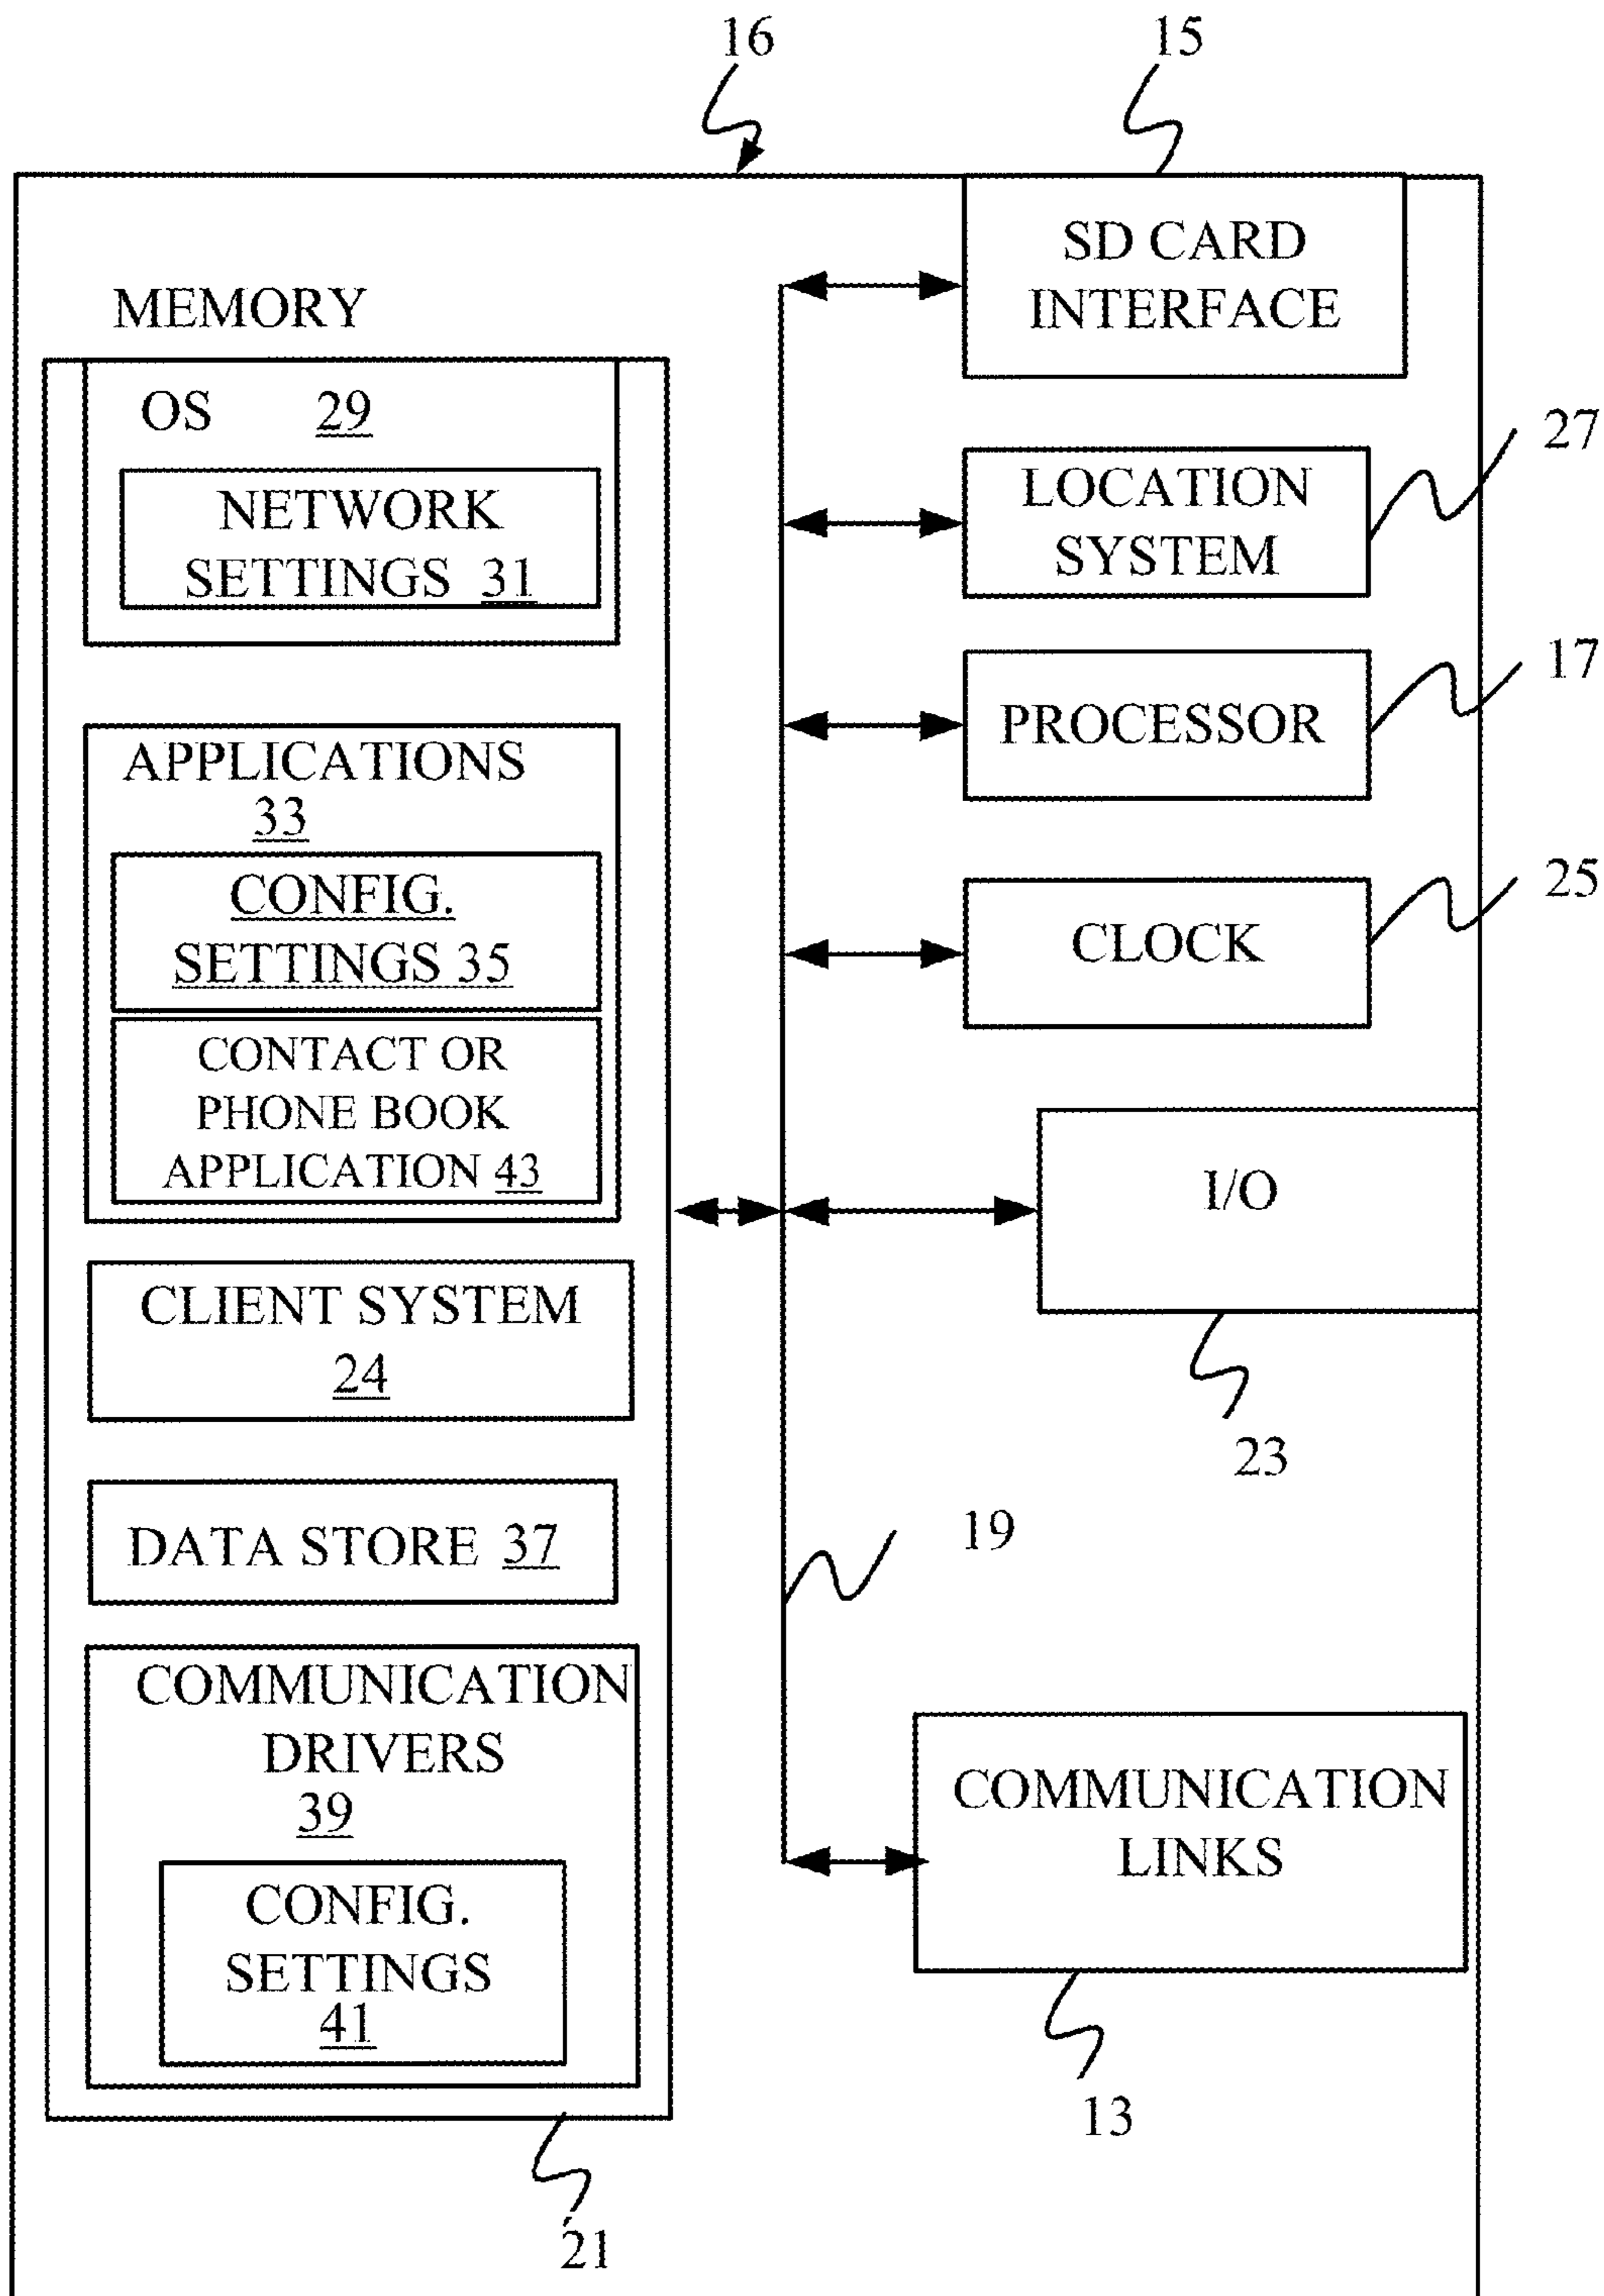 16
15
SD CARD
INTERFACE
MEMORY
OS 29
NETWORK
SETTINGS 31
27
LOCATION
SYSTEM
17
PROCESSOR
APPLICATIONS
33
CONFIG.
SETTINGS 35
CONTACT OR
PHONE BOOK
APPLICATION 43
25
CLOCK
I/O
23
CLIENT SYSTEM
24
19
DATA STORE 37
COMMUNICATION
DRIVERS
39
CONFIG.
SETTINGS
41
COMMUNICATION
LINKS
13
21